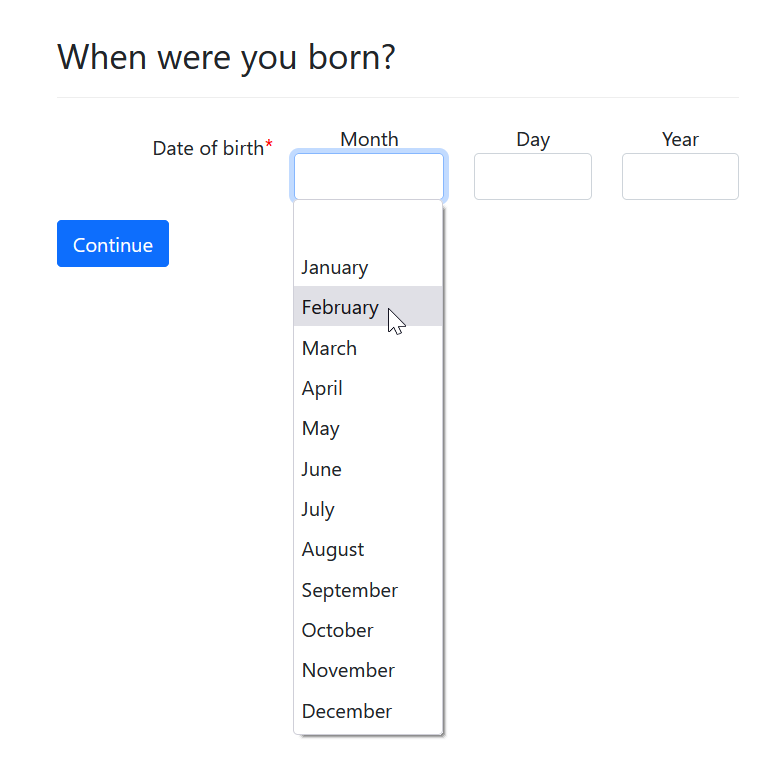 When were you born?
Month Day Year
Date of birth*
Continue
January
February
March
April
May
June
July
August
September
October
November
December